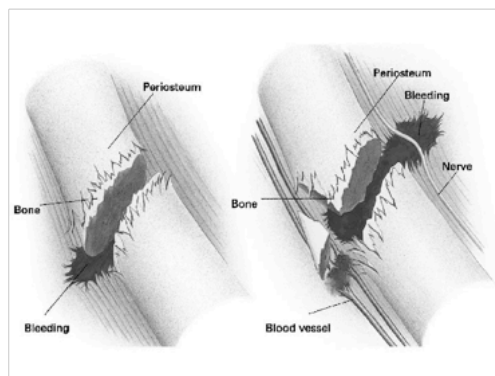 Periosteum
Bone
Bleeding
Periosteum
Bleeding
Nerve
Bone
Blood vessel